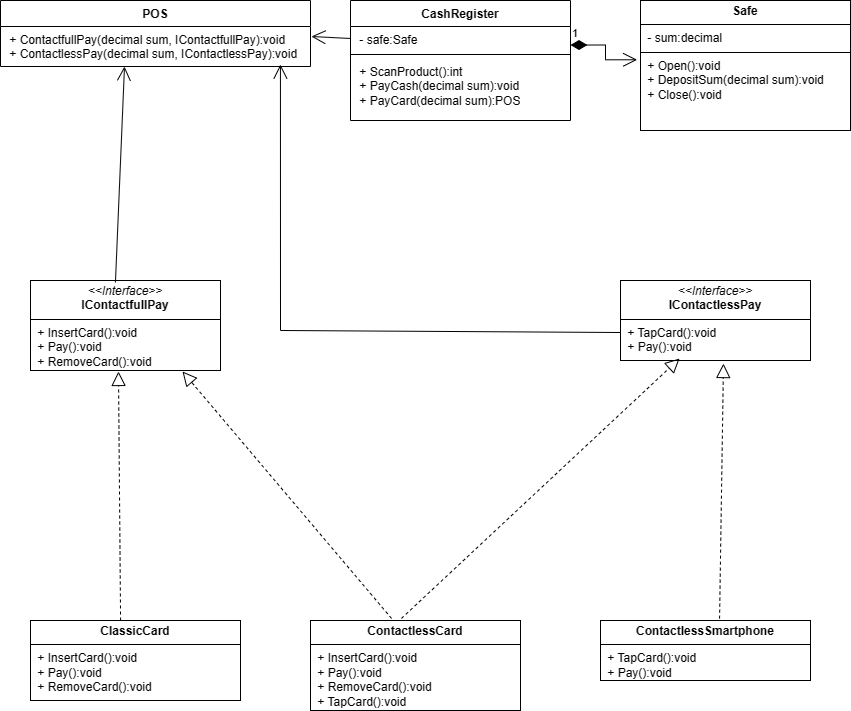 POS
+ ContactfullPay(decimal sum, IContactfullPay):void
+ ContactlessPay(decimal sum, IContactlessPay):void
CashRegister
- safe:Safe
+ ScanProduct():int
+ PayCash(decimal sum):void
+ PayCard(decimal sum):POS
1
Safe
- sum:decimal
+ Open():void
+ DepositSum(decimal sum):void
+ Close():void
<<Interface>>
IContactfullPay
+ InsertCard():void
+ Pay():void
+ RemoveCard():void
<<Interface>>
IContactlessPay
+ TapCard():void
+ Pay():void
ClassicCard
+ InsertCard():void
+ Pay():void
+ RemoveCard():void
ContactlessCard
+ InsertCard():void
+ Pay():void
+ RemoveCard():void
+ TapCard():void
ContactlessSmartphone
+ TapCard():void
+ Pay():void